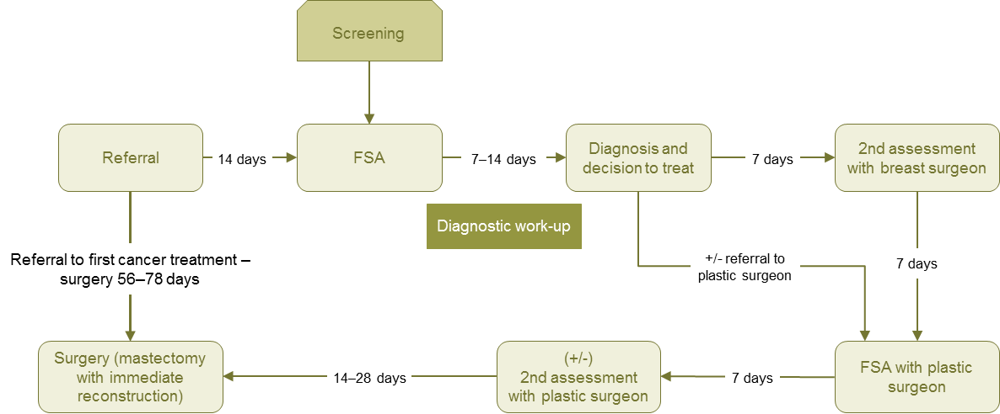 Screening
Referral
14 days
FSA
7–14 days
Diagnosis and
decision to treat
7 days
2nd assessment
with breast surgeon
Diagnostic work-up
Referral to first cancer treatment –
surgery 56–78 days
+/- referral to
plastic surgeon
7 days
Surgery (mastectomy
with immediate
reconstruction)
14–28 days
(+/-)
2nd assessment
with plastic surgeon
7 days
FSA with plastic
surgeon